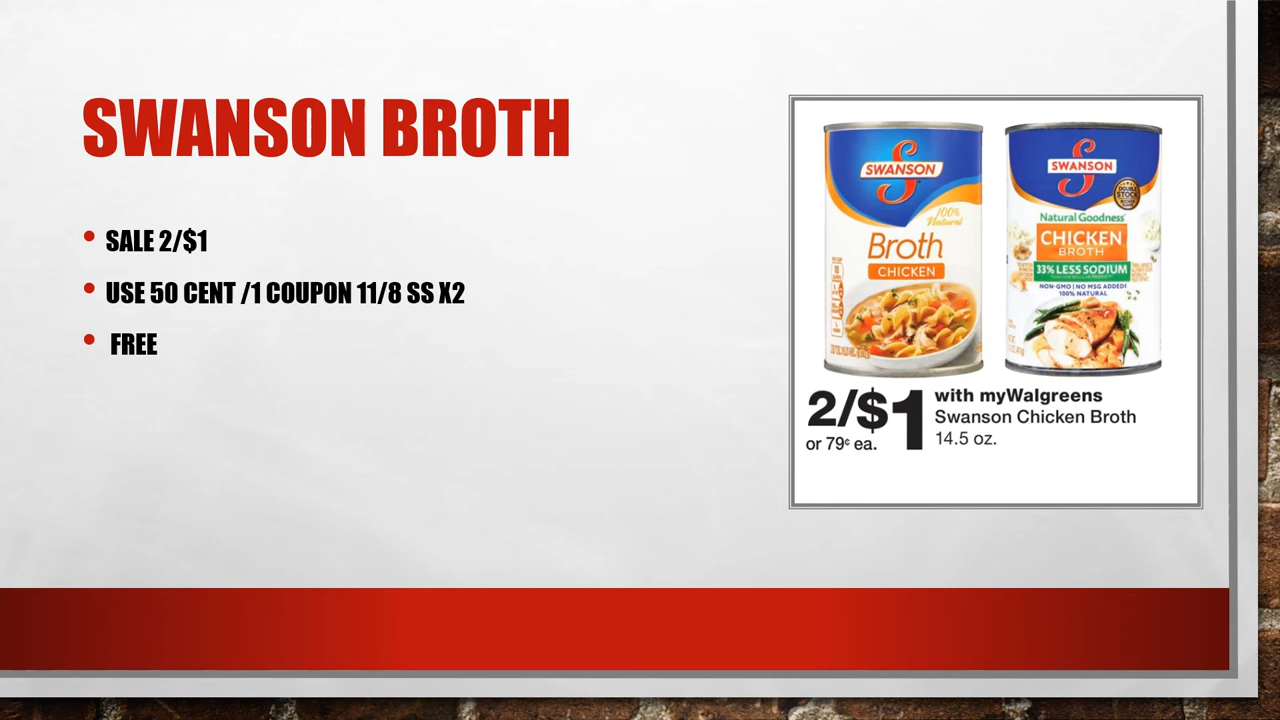 SWANSON BROTH
• SALE 2/$1
• USE 50 CENT /1 COUPON 11/8 SS X2
• FREE
SWANSON
100%
Natural
Broth
CHICKEN
SWANSON
Natural Goodness
CHICKEN
BROTH
33% LESS SODIUM
NON-GMO | NO MSG ADDED
100% NATURAL
2/$1
or 79¢ ea.
with myWalgreens
Swanson Chicken Broth
14.5 oz.